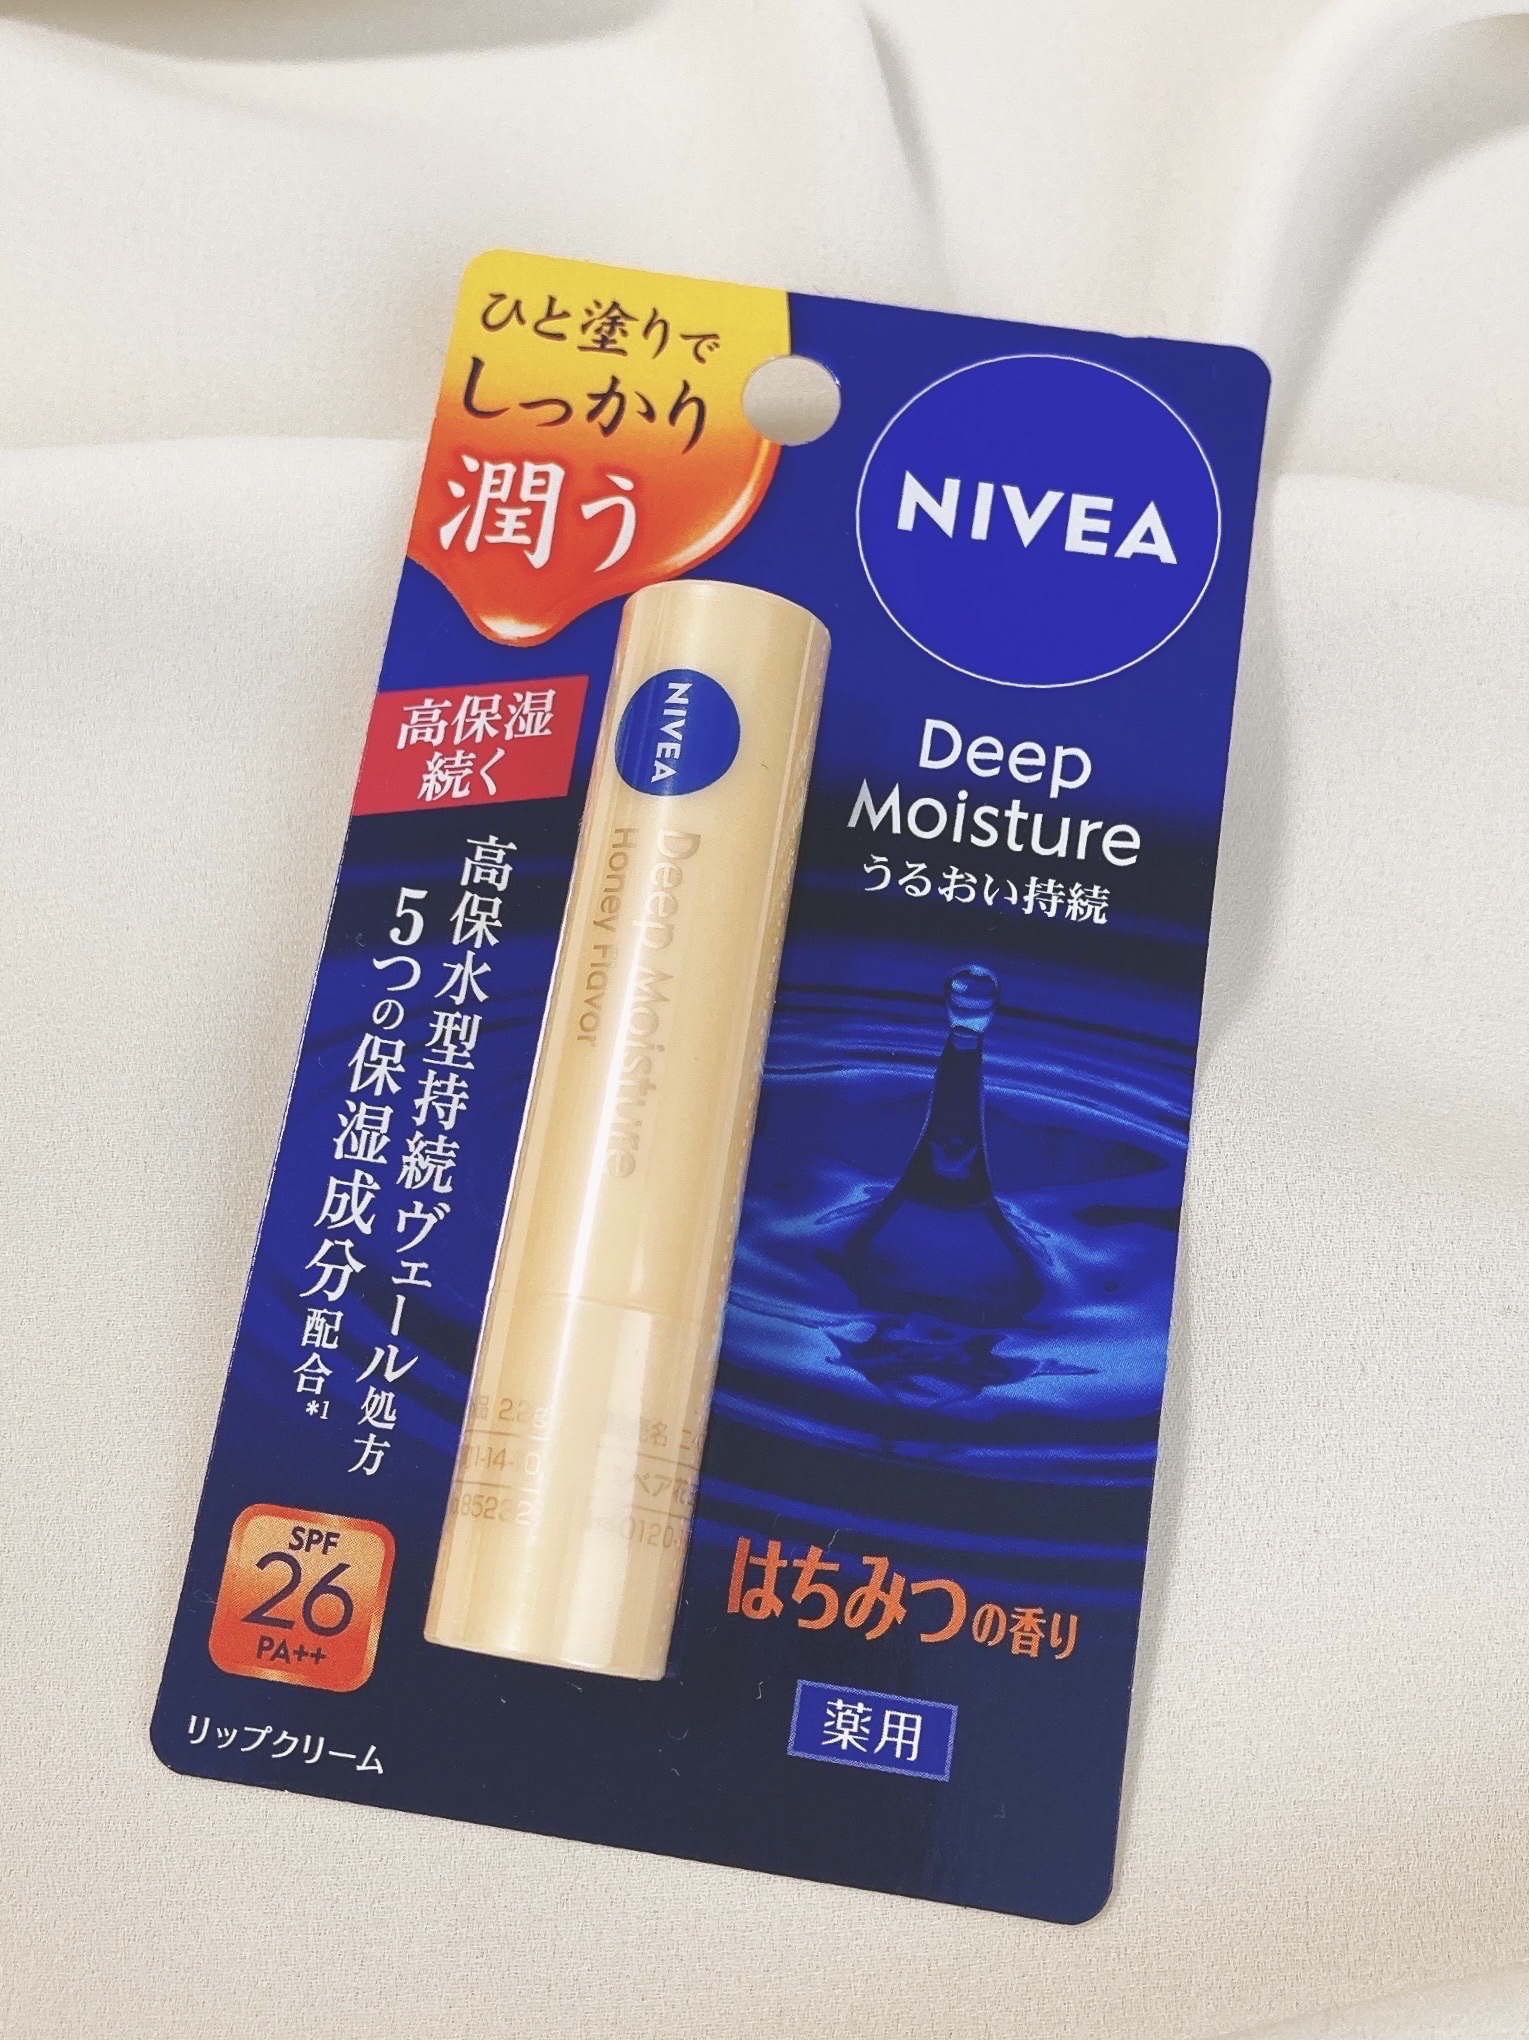 ひと塗りで
しっかり
潤う
NIVEA
Deep
Moisture
うるおい持続
高保湿
続く
高保水型持続ヴェール処方
5つの保湿成分配合*1
NIVEA
Deep Moisture
Honey Flavor
はちみつの香り
薬用
SPF
26
PA++
リップクリーム